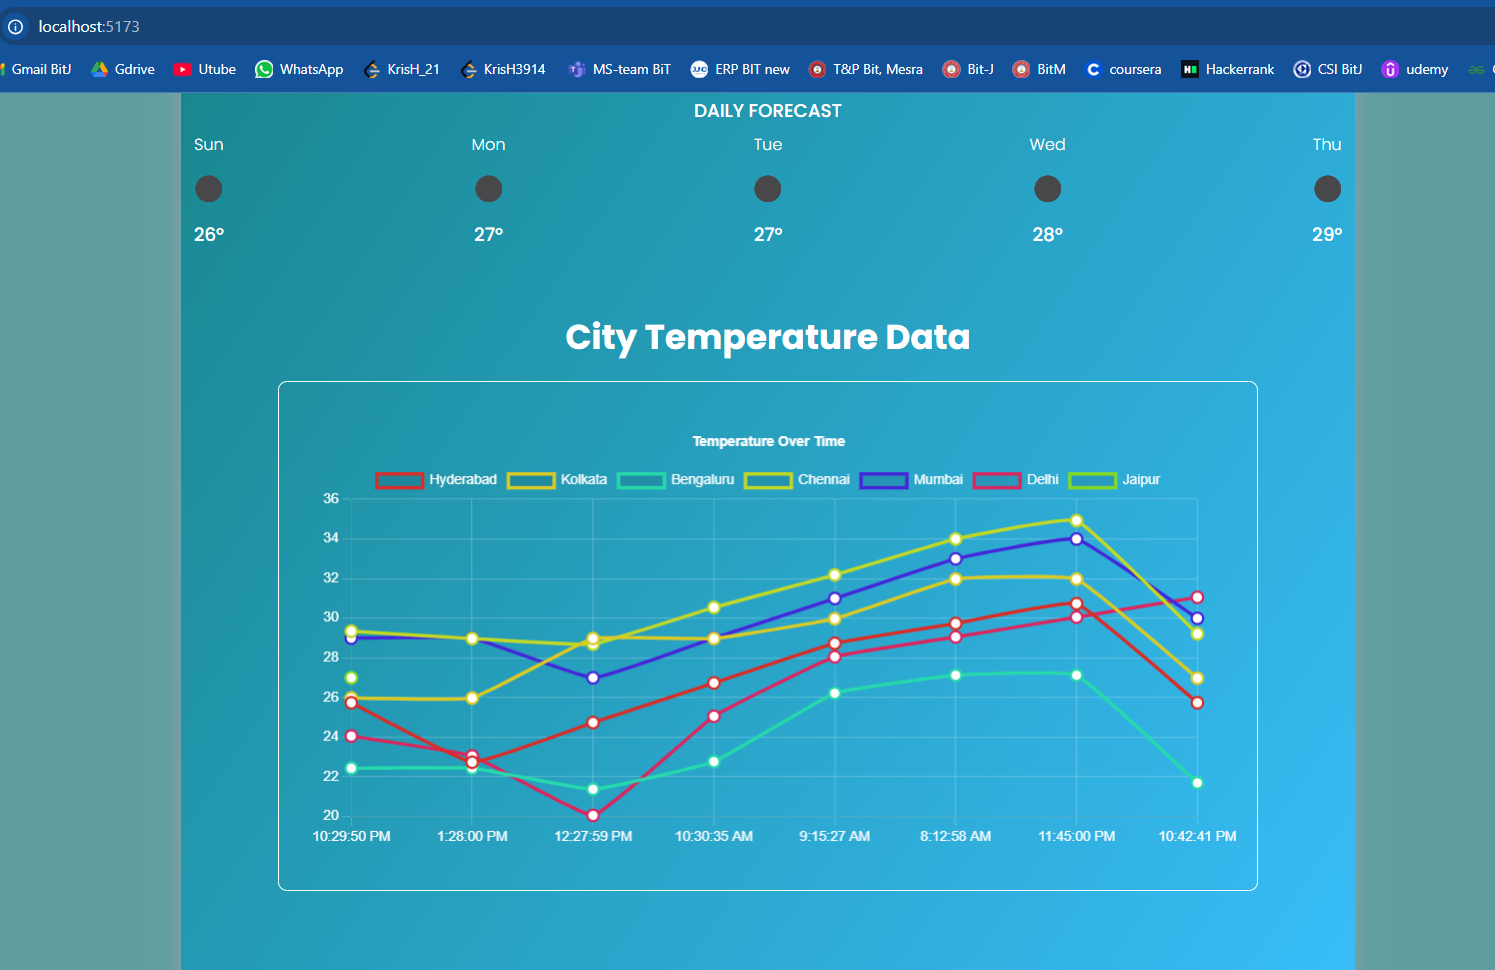 localhost:5173
Gmail BitJ Gdrive Utube WhatsApp KrisH_21 KrisH3914 MS-team BiT ERP BIT new T&P Bit, Mesra Bit-J BitM coursera Hackerrank CSI BitJ udemy
DAILY FORECAST
Sun Mon Tue Wed Thu
26° 27° 27° 28° 29°
City Temperature Data
Temperature Over Time
Hyderabad Kolkata Bengaluru Chennai Mumbai Delhi Jaipur
36
34
32
30
28
26
24
22
20
10:29:50 PM 1:28:00 PM 12:27:59 PM 10:30:35 AM 9:15:27 AM 8:12:58 AM 11:45:00 PM 10:42:41 PM